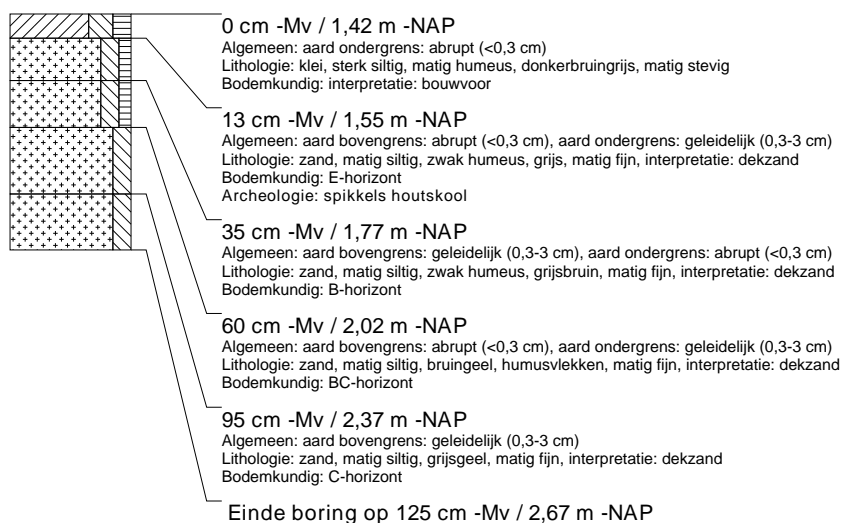 0 cm -Mv / 1,42 m -NAP
Algemeen: aard ondergrens: abrupt (<0,3 cm)
Lithologie: klei, sterk siltig, matig humeus, donkerbruingrijs, matig stevig
Bodemkundig: interpretatie: bouwvoor
13 cm -Mv / 1,55 m -NAP
Algemeen: aard bovengrens: abrupt (<0,3 cm), aard ondergrens: geleidelijk (0,3-3 cm)
Lithologie: zand, matig siltig, zwak humeus, grijs, matig fijn, interpretatie: dekzand
Bodemkundig: E-horizont
Archeologie: spikkels houtskool
35 cm -Mv / 1,77 m -NAP
Algemeen: aard bovengrens: geleidelijk (0,3-3 cm), aard ondergrens: abrupt (<0,3 cm)
Lithologie: zand, matig siltig, zwak humeus, grijsbruin, matig fijn, interpretatie: dekzand
Bodemkundig: B-horizont
60 cm -Mv / 2,02 m -NAP
Algemeen: aard bovengrens: abrupt (<0,3 cm), aard ondergrens: geleidelijk (0,3-3 cm)
Lithologie: zand, matig siltig, bruingeel, humusvlekken, matig fijn, interpretatie: dekzand
Bodemkundig: BC-horizont
95 cm -Mv / 2,37 m -NAP
Algemeen: aard bovengrens: geleidelijk (0,3-3 cm)
Lithologie: zand, matig siltig, grijsgeel, matig fijn, interpretatie: dekzand
Bodemkundig: C-horizont
Einde boring op 125 cm -Mv / 2,67 m -NAP